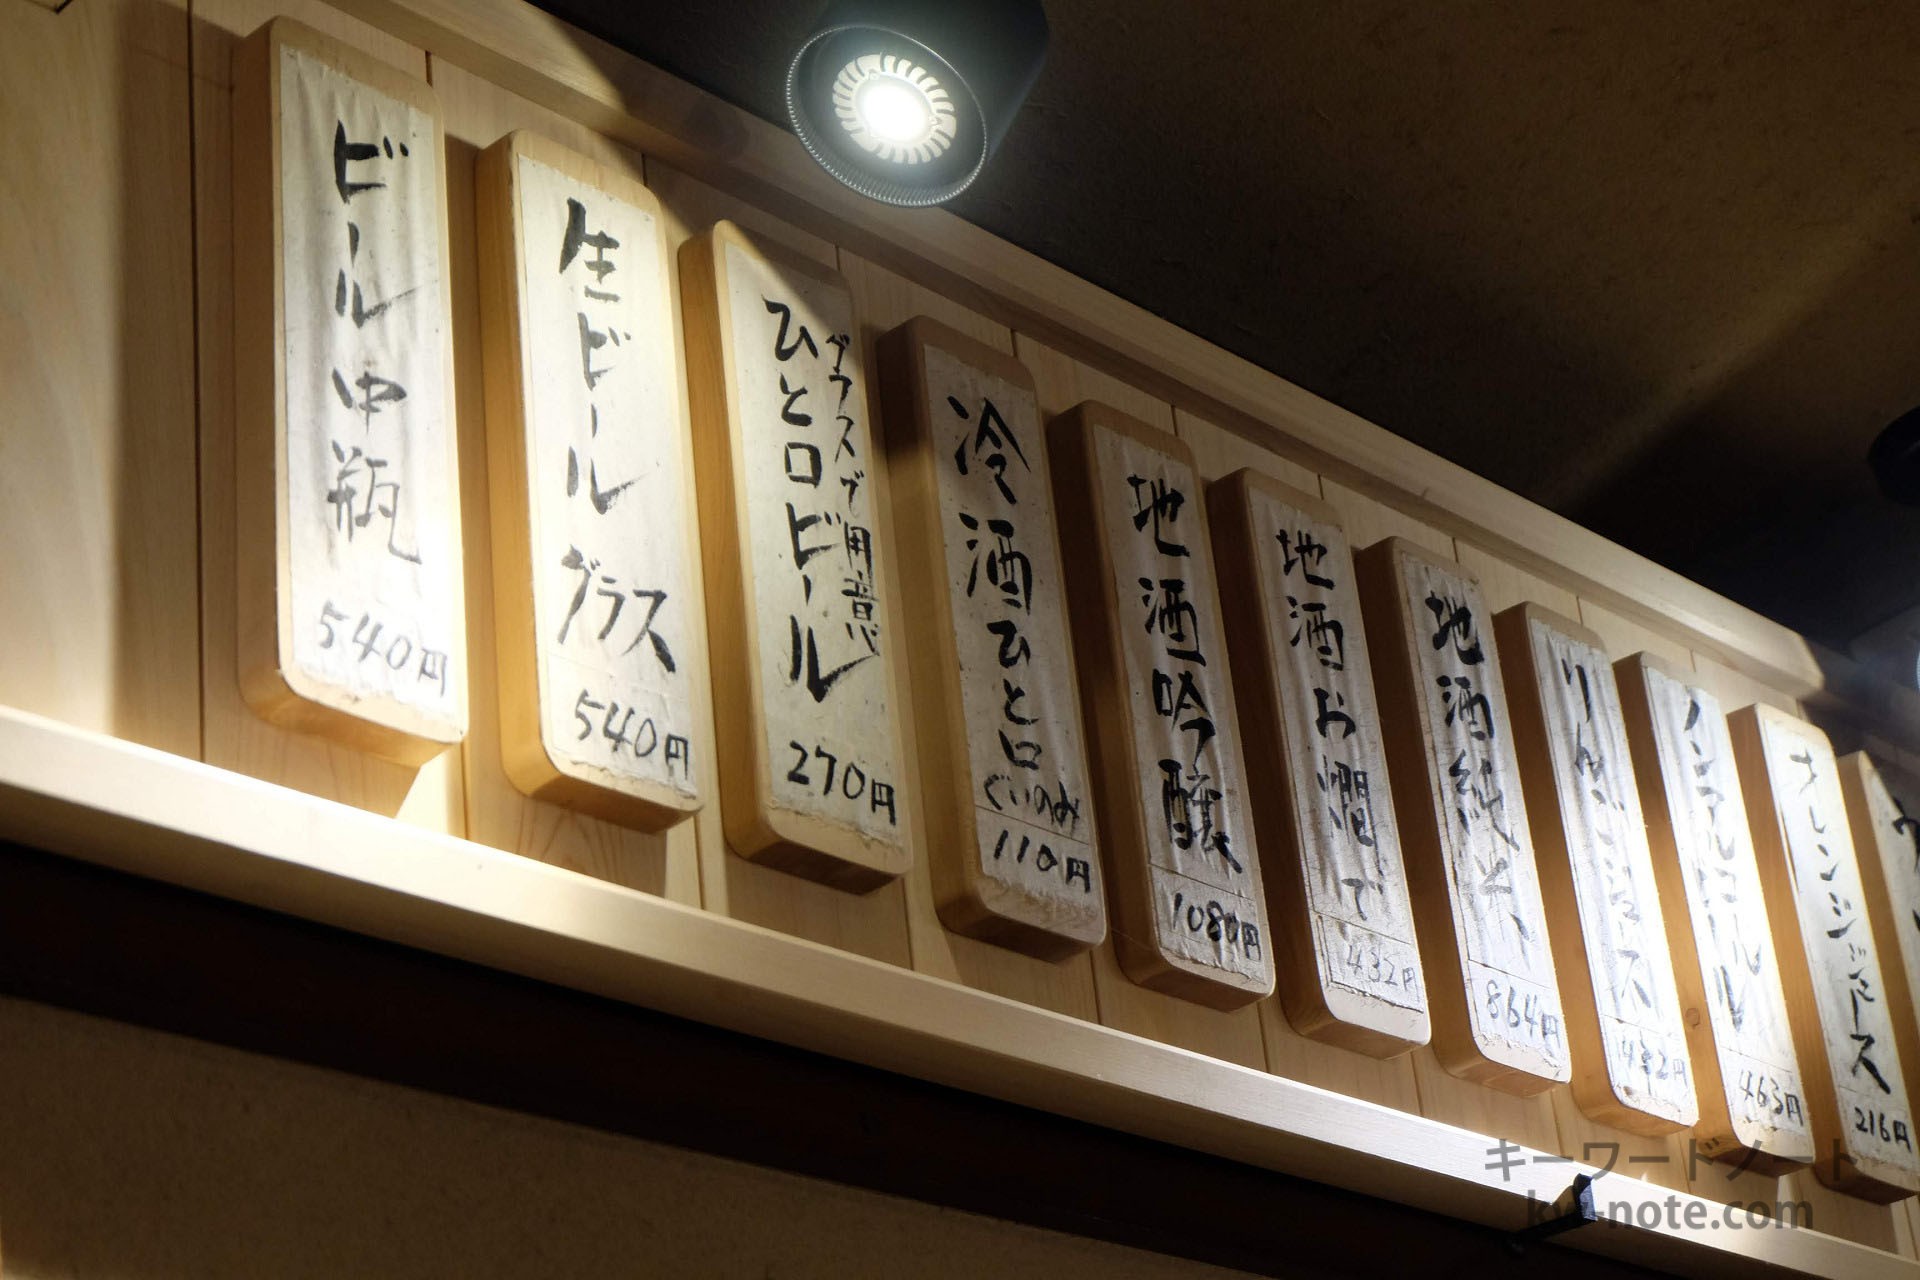 ビール中瓶
540円
生ビール
グラス
540円
ひと口ビール
グラスで用意
270円
冷酒ひと口
ぐいのみ
110円
地酒吟醸
1080円
地酒お燗で
432円
地酒純米
864円
りんごジュース
432円
ノンアルコールビール
463円
オレンジジュース
216円
キーワードノート
kw-note.com